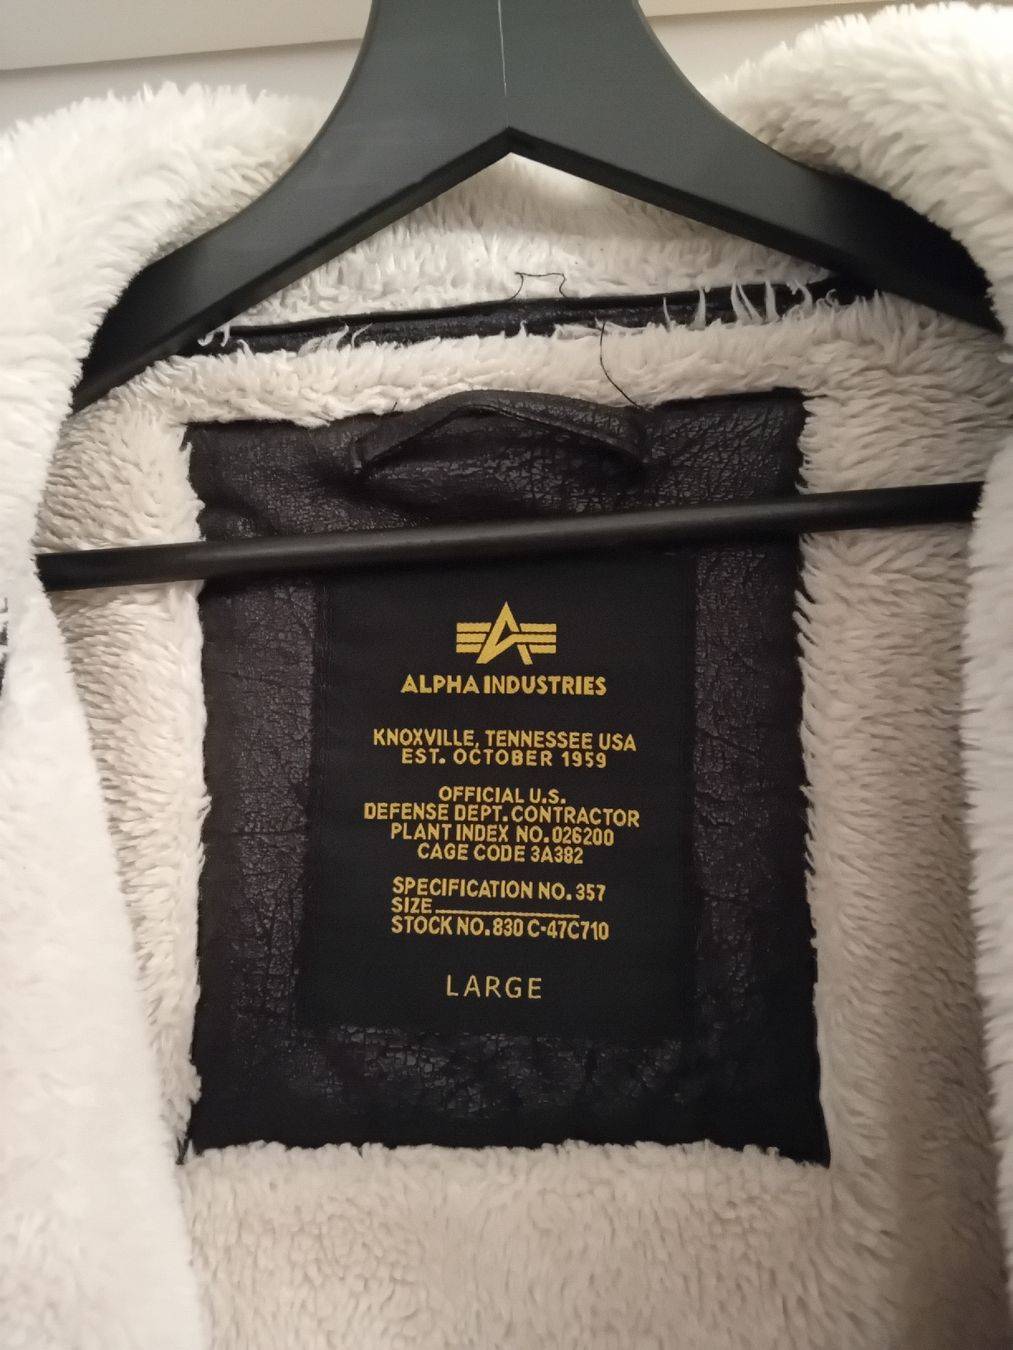 ALPHA INDUSTRIES
KNOXVILLE, TENNESSEE USA
EST. OCTOBER 1959
OFFICIAL U.S.
DEFENSE DEPT. CONTRACTOR
PLANT INDEX NO. 026200
CAGE CODE 3A382
SPECIFICATION NO. 357
SIZE
STOCK NO. 830 C-47C710
LARGE